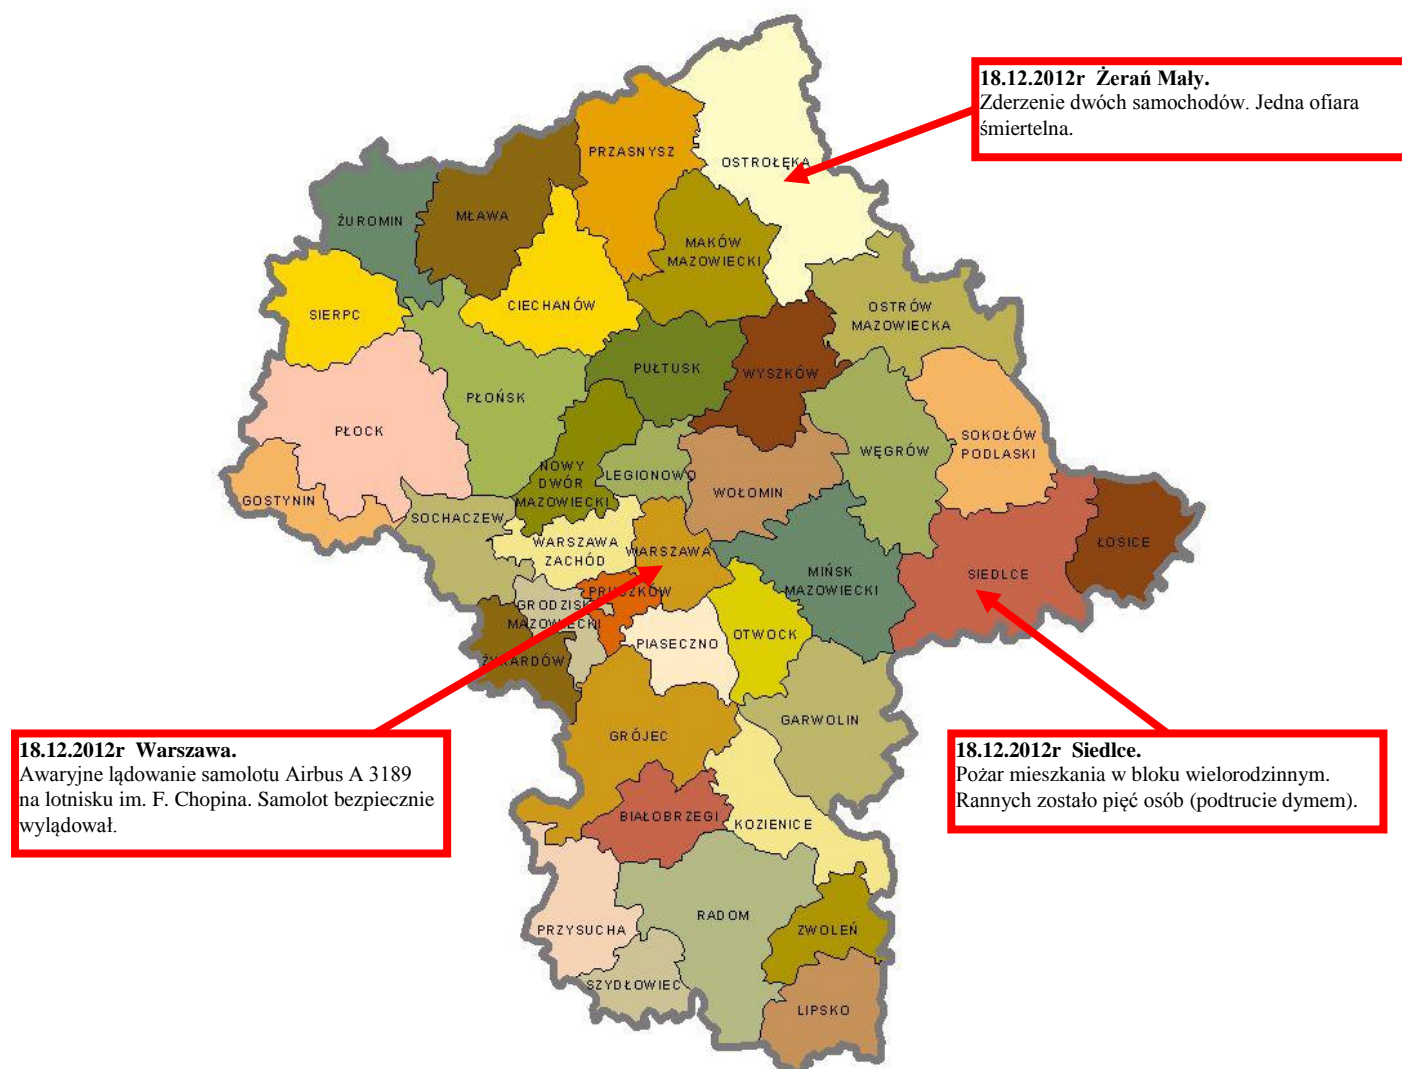 18.12.2012r Żerań Mały.
Zderzenie dwóch samochodów. Jedna ofiara
śmiertelna.
PRZASNYSZ
OSTROŁĘKA
ŻUROMIN
MŁAWA
MAKÓW
MAZOWIECKI
SIERPC
CIECHANÓW
OSTRÓW
MAZOWIECKA
PŁOŃSK
PUŁTUSK
WYSZKÓW
PŁOCK
WĘGRÓW
SOKOŁÓW
PODLASKI
GOSTYNIN
NOWY
DWÓR
MAZOWIECKI
LEGIONOWO
WOŁOMIN
SOCHACZEW
WARSZAWA
ZACHÓD
WARSZAWA
MIŃSK
MAZOWIECKI
SIEDLCE
ŁOSICE
PRUSZKÓW
GRODZISK
MAZOWIECKI
PIASECZNO
OTWOCK
ŻYRARDÓW
GARWOLIN
GRÓJEC
18.12.2012r Warszawa.
Awaryjne lądowanie samolotu Airbus A 3189
na lotnisku im. F. Chopina. Samolot bezpiecznie
wylądował.
18.12.2012r Siedlce.
Pożar mieszkania w bloku wielorodzinnym.
Rannych zostało pięć osób (podtrucie dymem).
BIAŁOBRZEGI
KOZIENICE
RADOM
PRZYSUCHA
ZWOLEŃ
SZYDŁOWIEC
LIPSKO